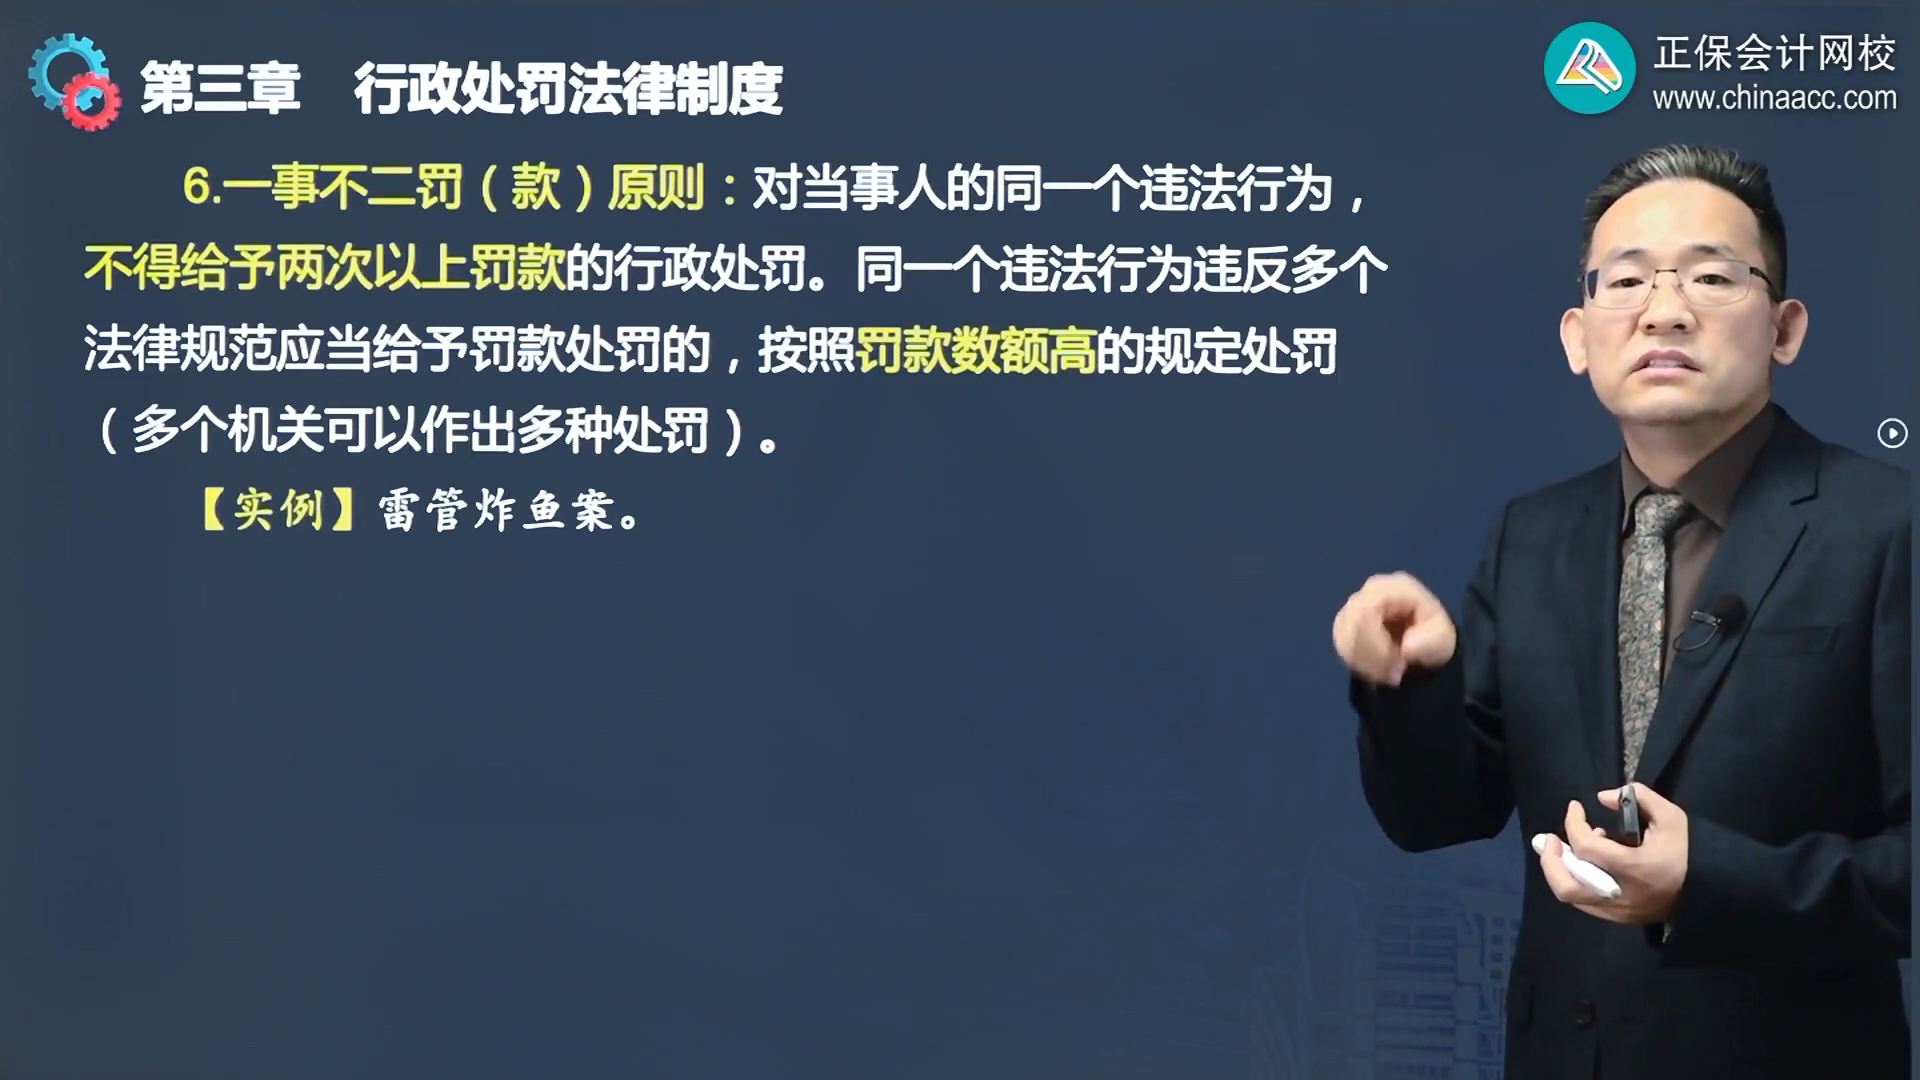 第三章 行政处罚法律制度
正保会计网校
www.chinaacc.com
6.一事不二罚（款）原则：对当事人的同一个违法行为，
不得给予两次以上罚款的行政处罚。同一个违法行为违反多个
法律规范应当给予罚款处罚的，按照罚款数额高的规定处罚
（多个机关可以作出多种处罚）。
【实例】雷管炸鱼案。